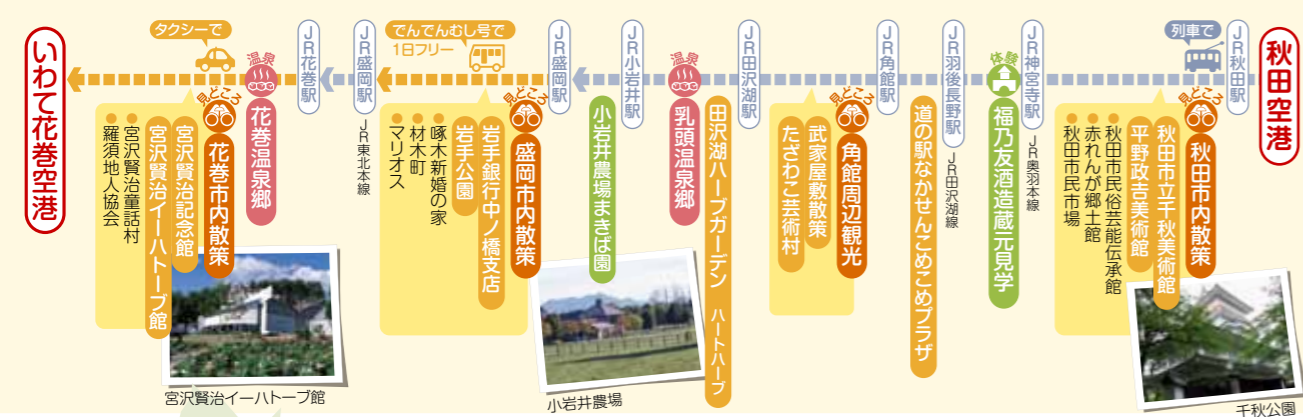 秋田空港
JR秋田駅
列車で
見どころ
秋田市内散策
秋田市立千秋美術館
平野政吉美術館
秋田市民俗芸能伝承館
赤れんが郷土館
秋田市民市場
千秋公園
JR奥羽本線
JR神宮寺駅
体験
福乃友酒造蔵元見学
JR田沢湖線
JR羽後長野駅
道の駅なかせんこめこめプラザ
JR角館駅
見どころ
角館周辺観光
武家屋敷散策
たざわこ芸術村
JR田沢湖駅
田沢湖ハーブガーデン ハートハーブ
温泉
乳頭温泉郷
JR小岩井駅
小岩井農場まきば園
小岩井農場
JR盛岡駅
でんでんむし号で
1日フリー
見どころ
盛岡市内散策
岩手銀行中ノ橋支店
岩手公園
啄木新婚の家
材木町
マリオス
JR盛岡駅
JR東北本線
JR花巻駅
温泉
花巻温泉郷
タクシーで
見どころ
花巻市内散策
宮沢賢治記念館
宮沢賢治イーハトーブ館
宮沢賢治童話村
羅須地人協会
宮沢賢治イーハトーブ館
いわて花巻空港